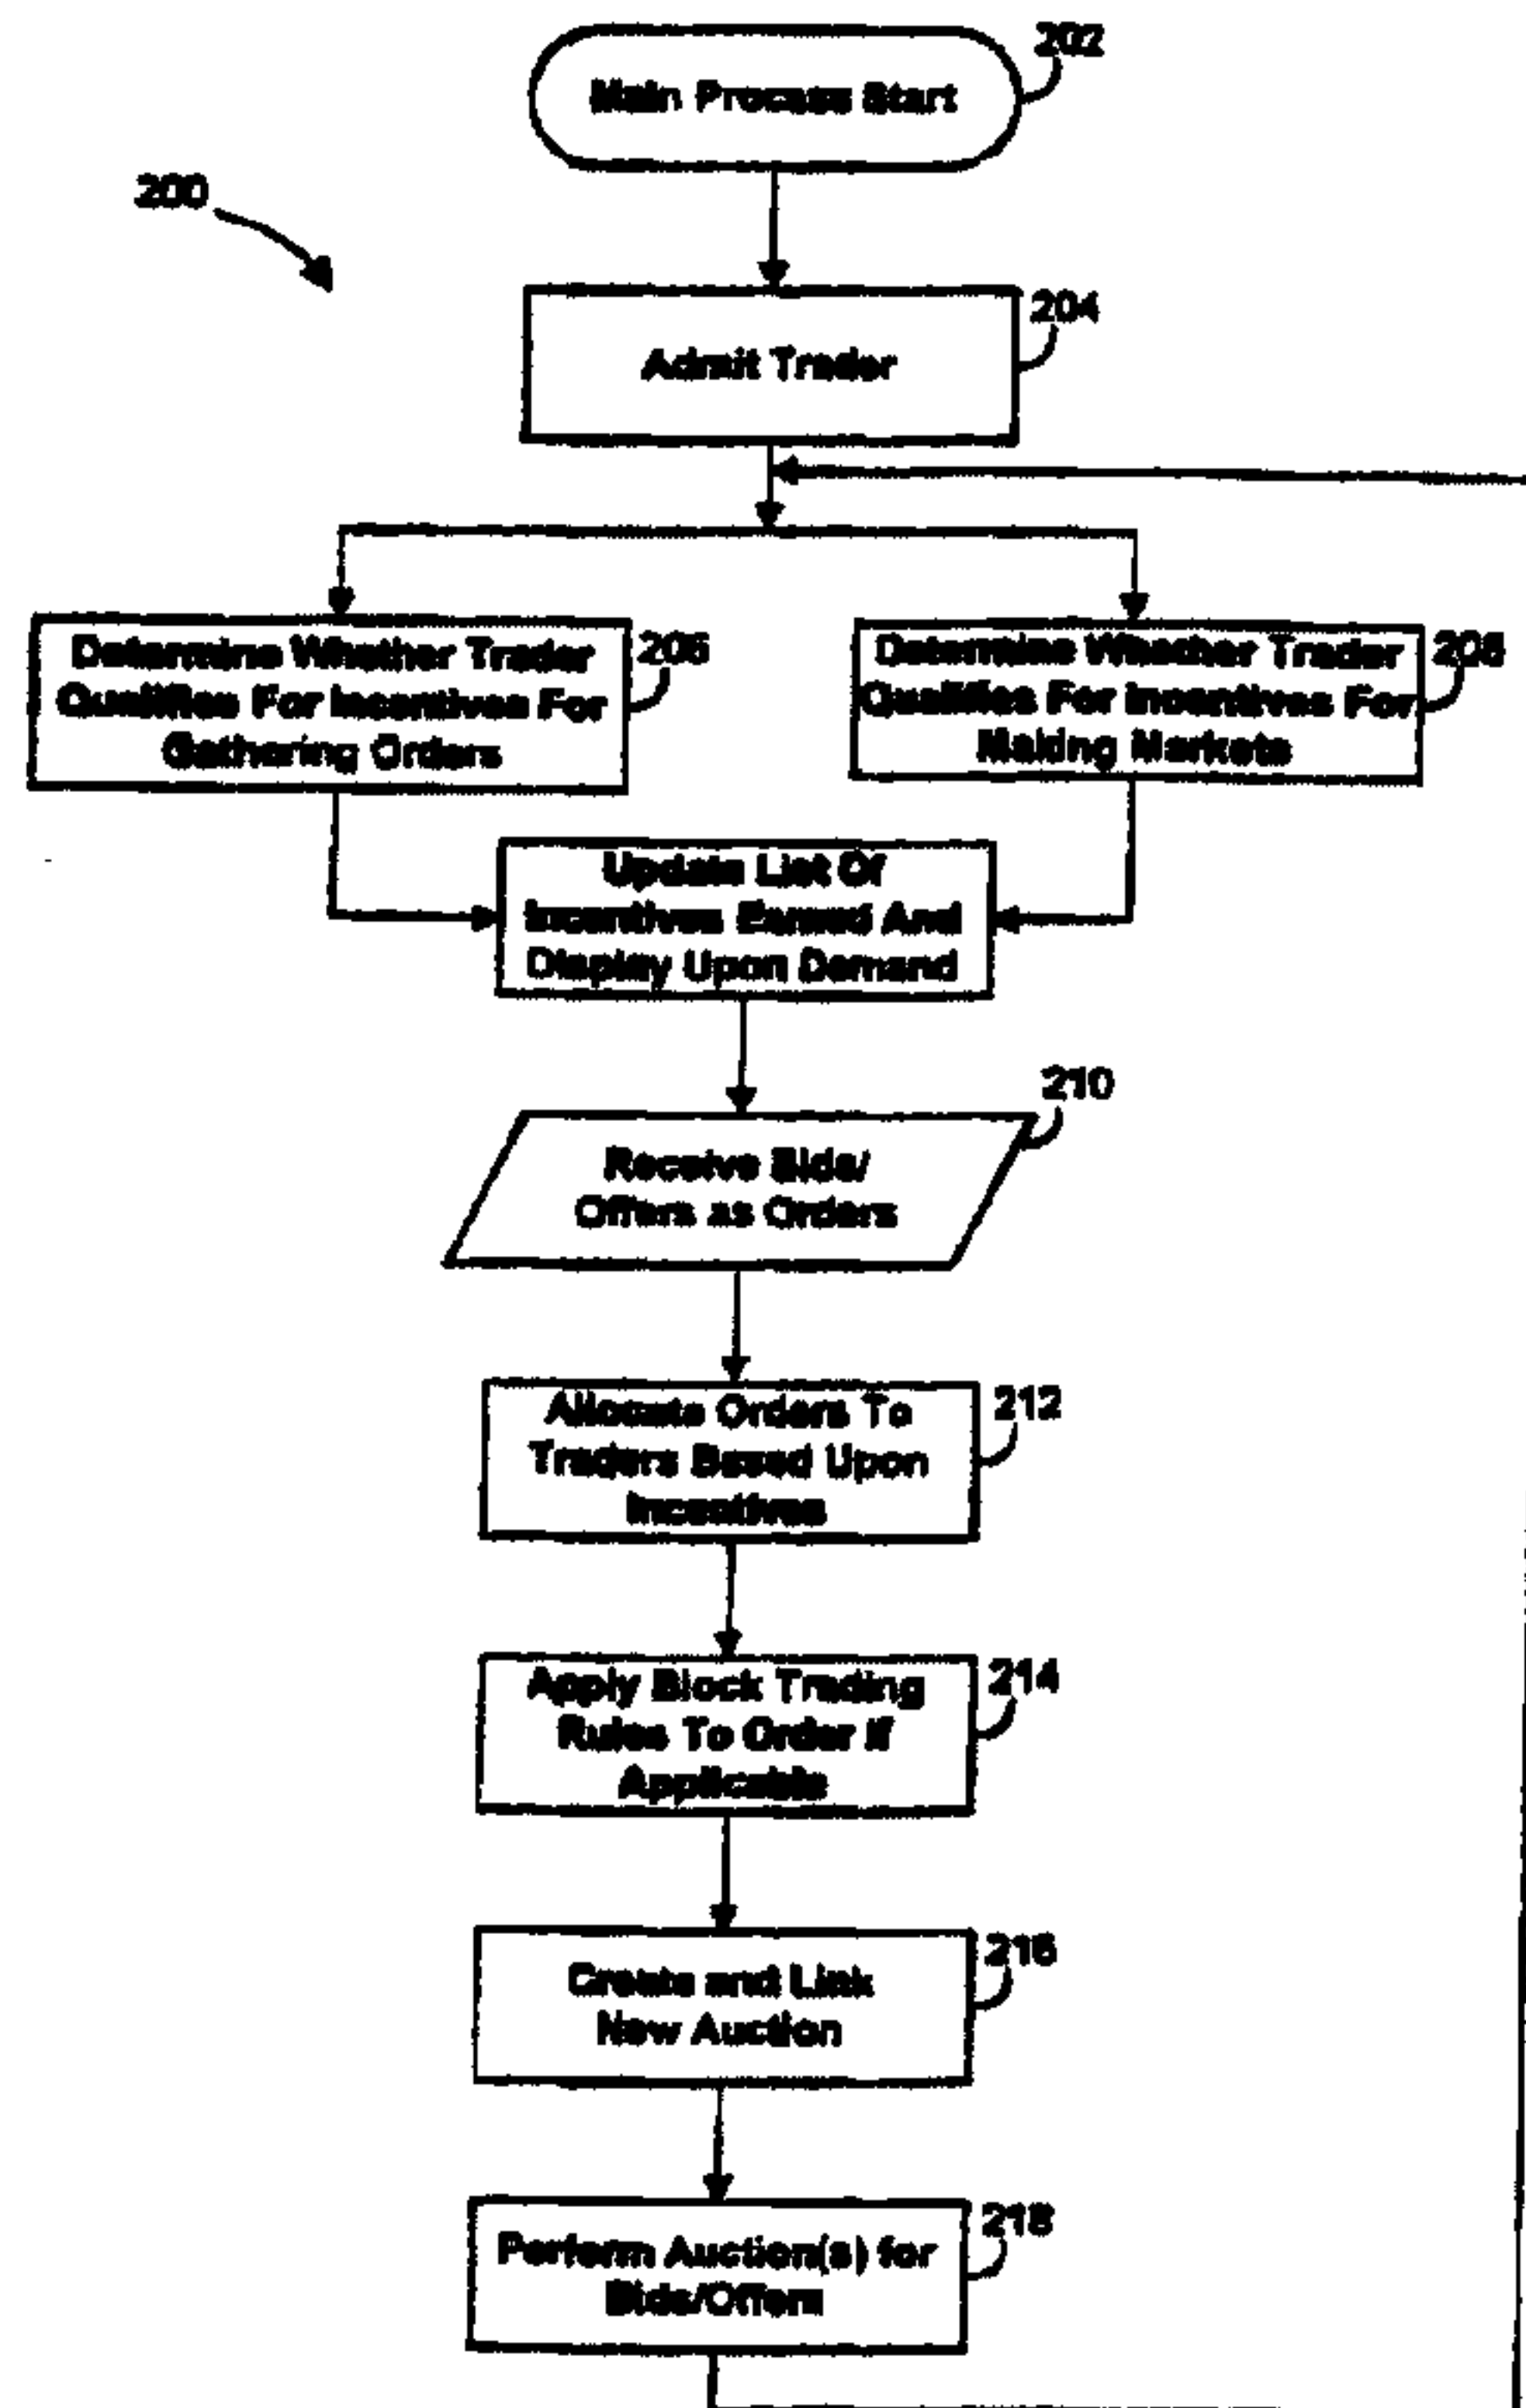 202
Main Process Start
200
204
Admit Trader
Determine Whether Trader
Qualifies For Incentives For
Gathering Orders
206
Determine Whether Trader
Qualifies For Incentives For
Making Markets
Update List Of
Incentives Earned And
Display Upon Demand
210
Receive Bids/
Offers as Orders
212
Allocate Orders To
Traders Based Upon
Incentives
214
Apply Block Trading
Rules To Order If
Applicable
216
Create and Link
New Auction
218
Perform Auction(s) for
Bids/Offers